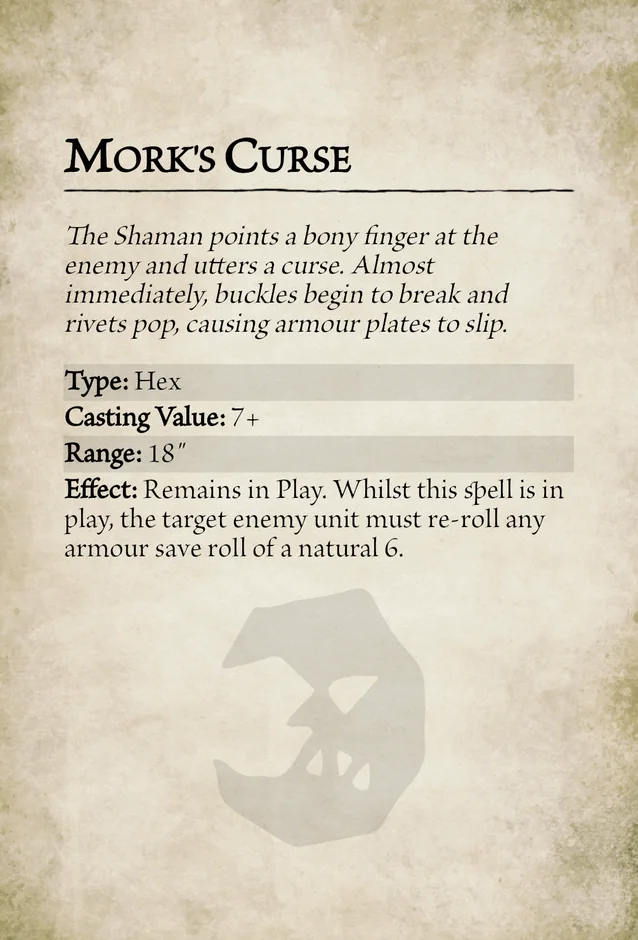 Mork's Curse
The Shaman points a bony finger at the
enemy and utters a curse. Almost
immediately, buckles begin to break and
rivets pop, causing armour plates to slip.
Type: Hex
Casting Value: 7+
Range: 18"
Effect: Remains in Play. Whilst this spell is in
play, the target enemy unit must re-roll any
armour save roll of a natural 6.